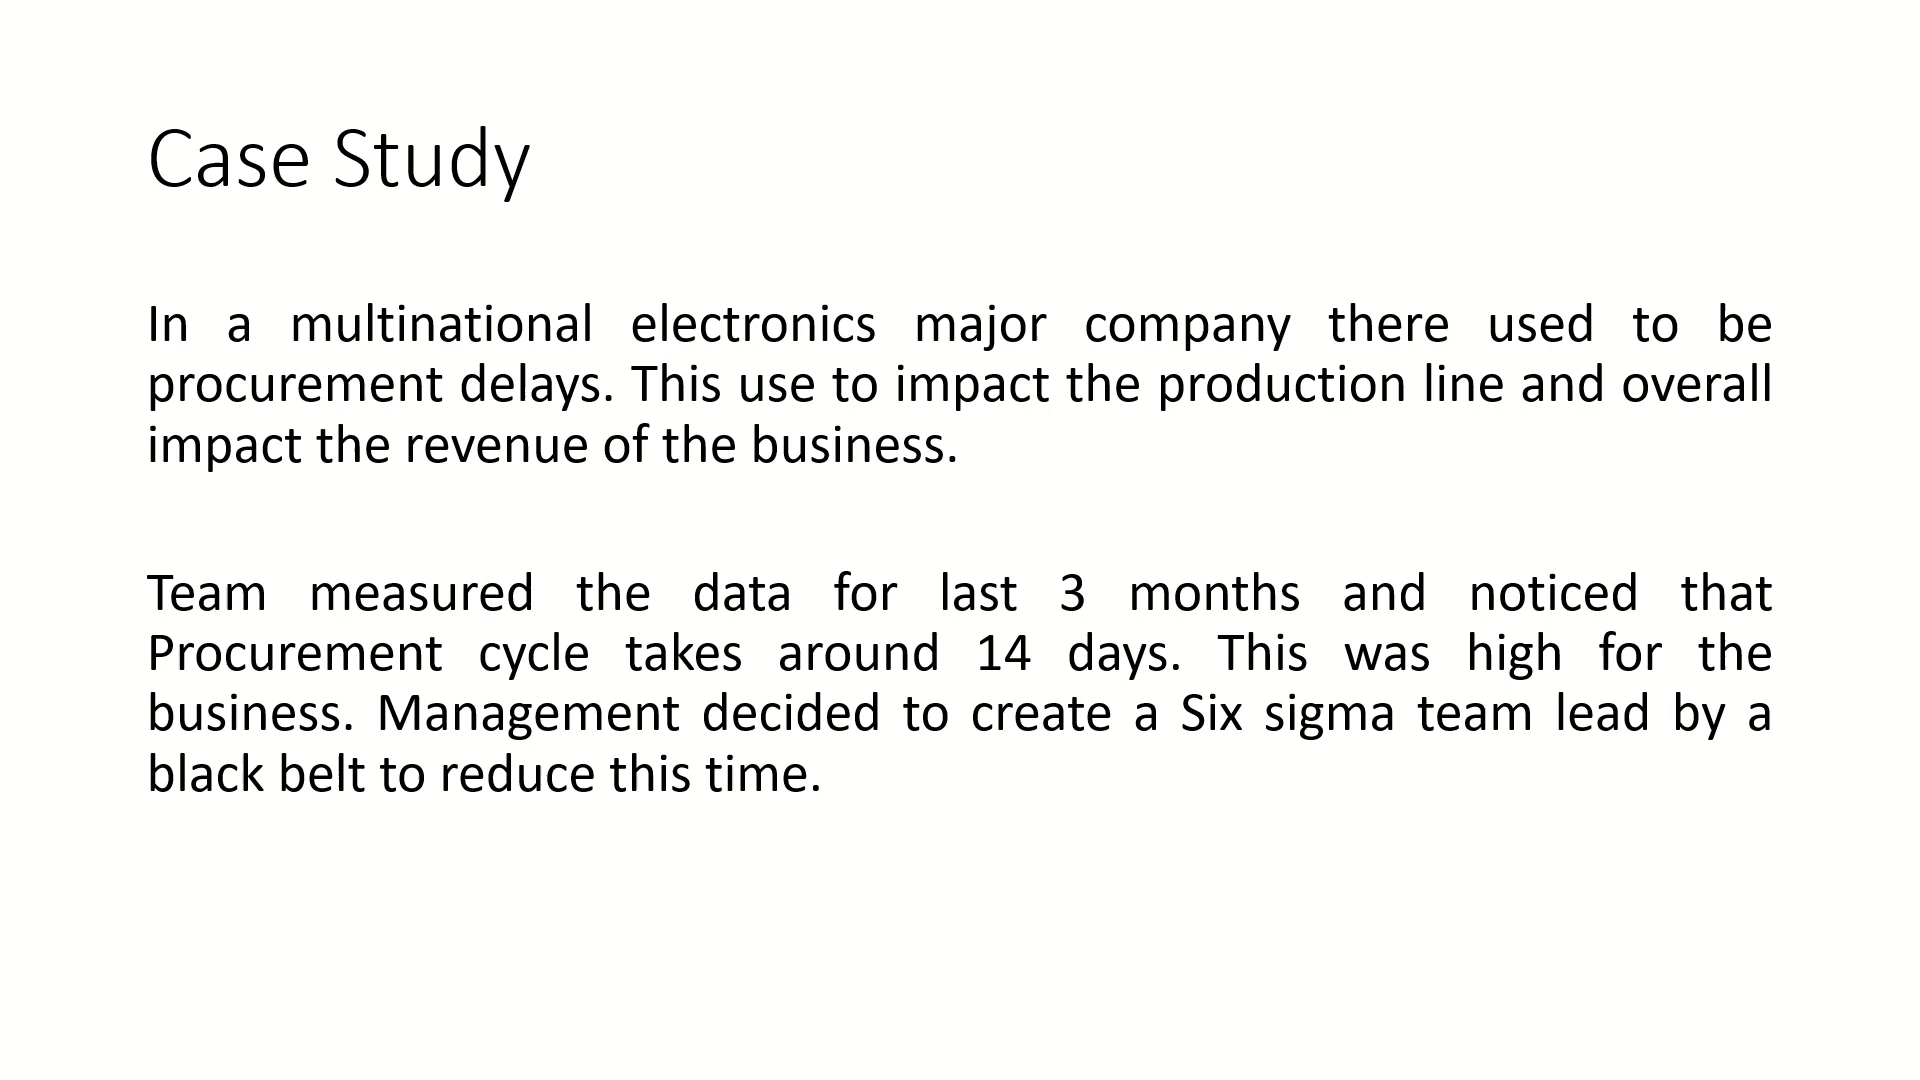 Case Study
In a multinational electronics major company there used to be
procurement delays. This use to impact the production line and overall
impact the revenue of the business.
Team measured the data for last 3 months and noticed that
Procurement cycle takes around 14 days. This was high for the
business. Management decided to create a Six sigma team lead by a
black belt to reduce this time.